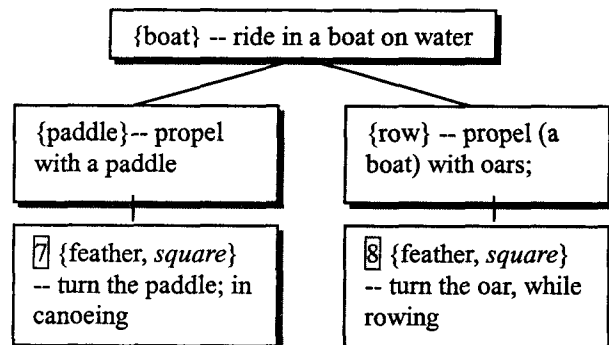 {boat} -- ride in a boat on water
{paddle}-- propel
with a paddle
{row} -- propel (a
boat) with oars;
7 {feather, square}
-- turn the paddle; in
canoeing
8 {feather, square}
-- turn the oar, while
rowing